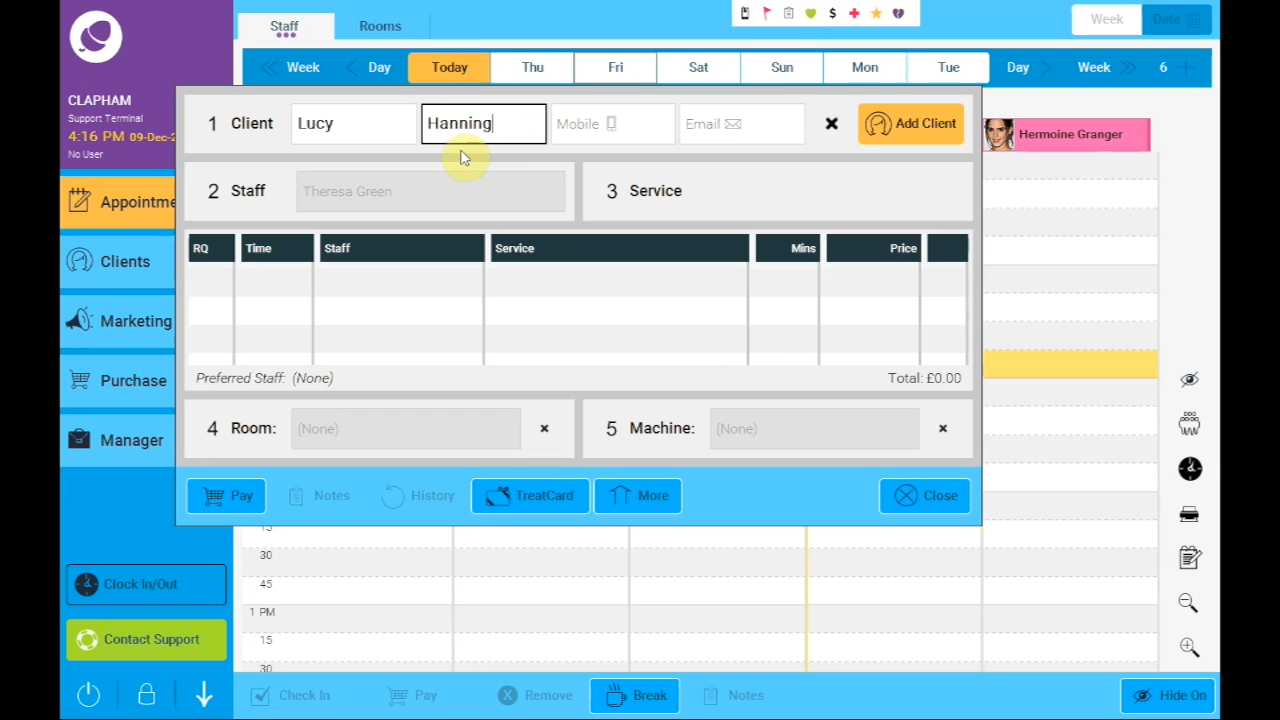 Staff
Rooms
$
Week
Date
Week
Day
Today
Thu
Fri
Sat
Sun
Mon
Tue
Day
Week
6
CLAPHAM
Support Terminal
4:16 PM 09-Dec-2
No User
1 Client
Lucy
Hanning
Mobile
Email
Add Client
Hermoine Granger
Appointme
2 Staff
Theresa Green
3 Service
Clients
RQ
Time
Staff
Service
Mins
Price
Marketing
Purchase
Preferred Staff: (None)
Total: £0.00
Manager
4 Room:
(None)
5 Machine:
(None)
Pay
Notes
History
TreatCard
More
Close
15
30
45
1 PM
15
30
Clock In/Out
Contact Support
Check In
Pay
Remove
Break
Notes
Hide On